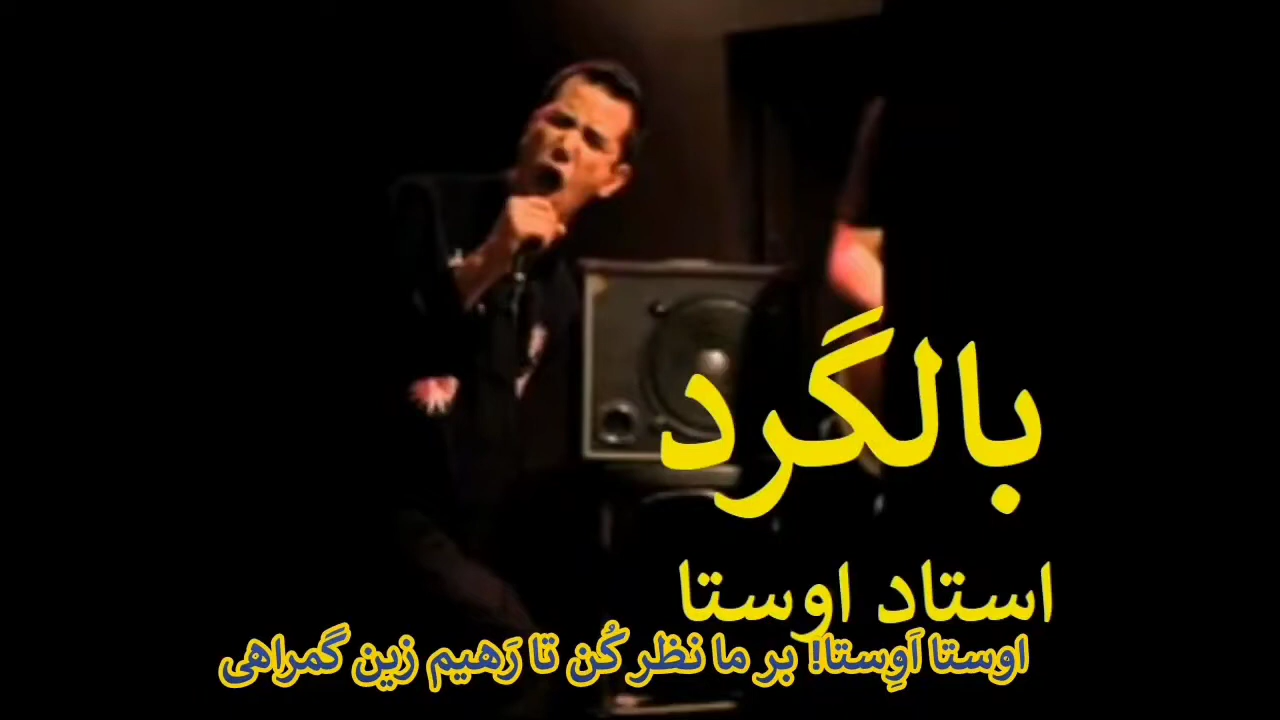 بالگرد
استاد اوستا
اوستا اَوِستا! بر ما نظر کُن تا رَهیم زین گمراهی